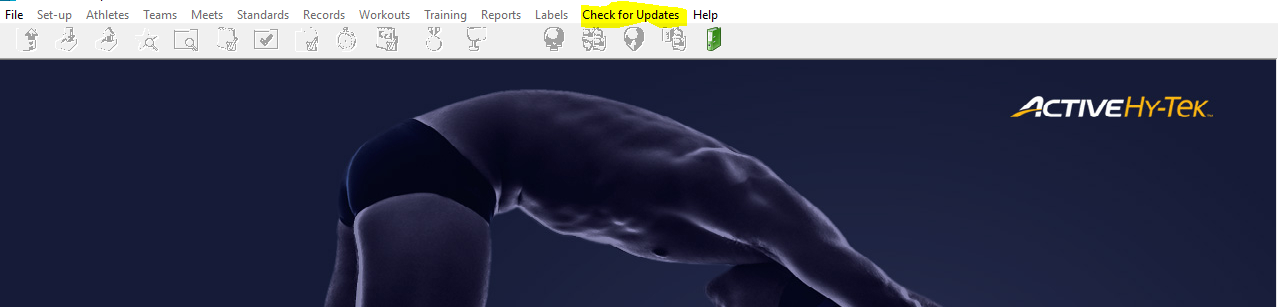 File Set-up Athletes Teams Meets Standards Records Workouts Training Reports Labels Check for Updates Help
ACTIVE HY-TEK